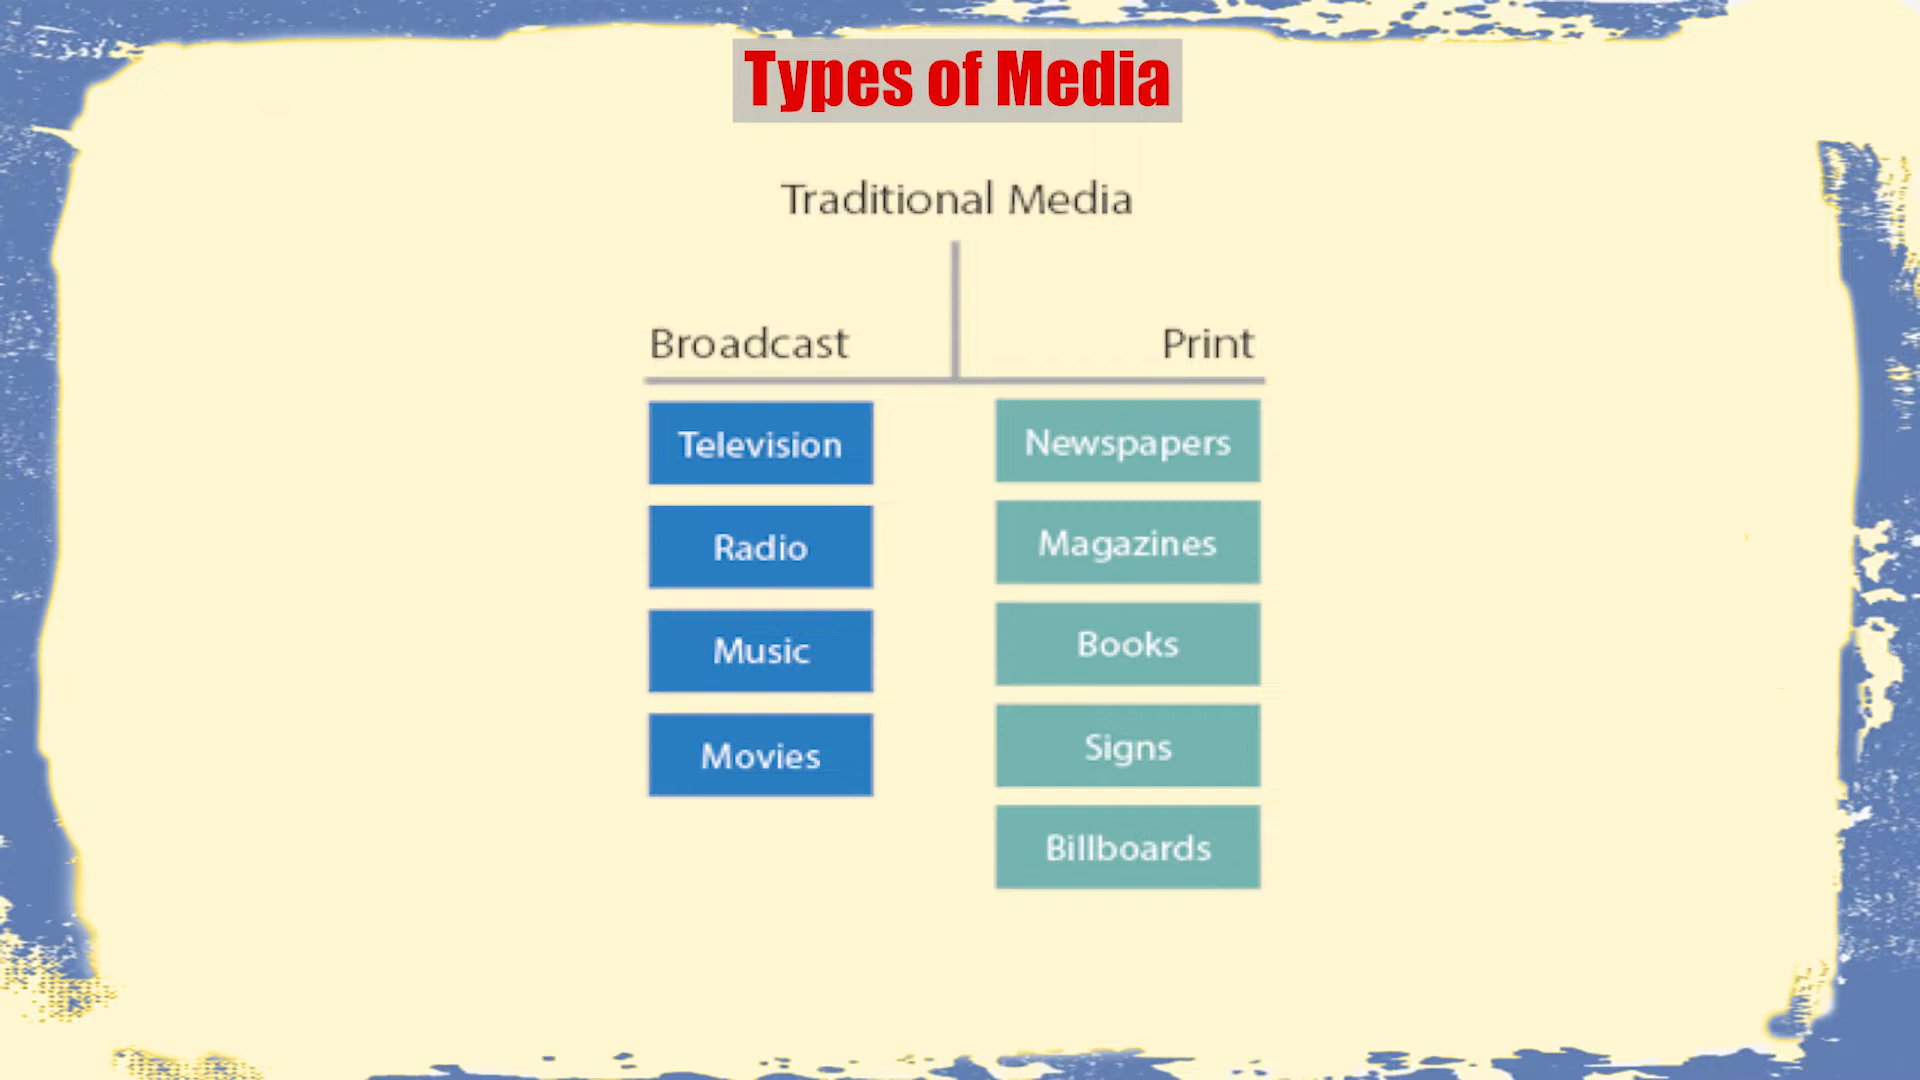 Types of Media
Traditional Media
Broadcast
Print
Television
Radio
Music
Movies
Newspapers
Magazines
Books
Signs
Billboards